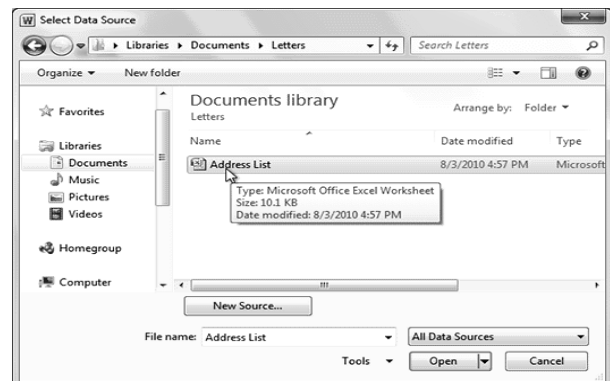 W Select Data Source
Libraries Documents Letters Search Letters
Organize New folder
Favorites
Libraries
Documents
Music
Pictures
Videos
Homegroup
Computer
Documents library
Letters
Arrange by: Folder
Name Date modified Type
Address List 8/3/2010 4:57 PM Microsoft
Type: Microsoft Office Excel Worksheet
Size: 10.1 KB
Date modified: 8/3/2010 4:57 PM
New Source...
File name: Address List All Data Sources
Tools Open Cancel